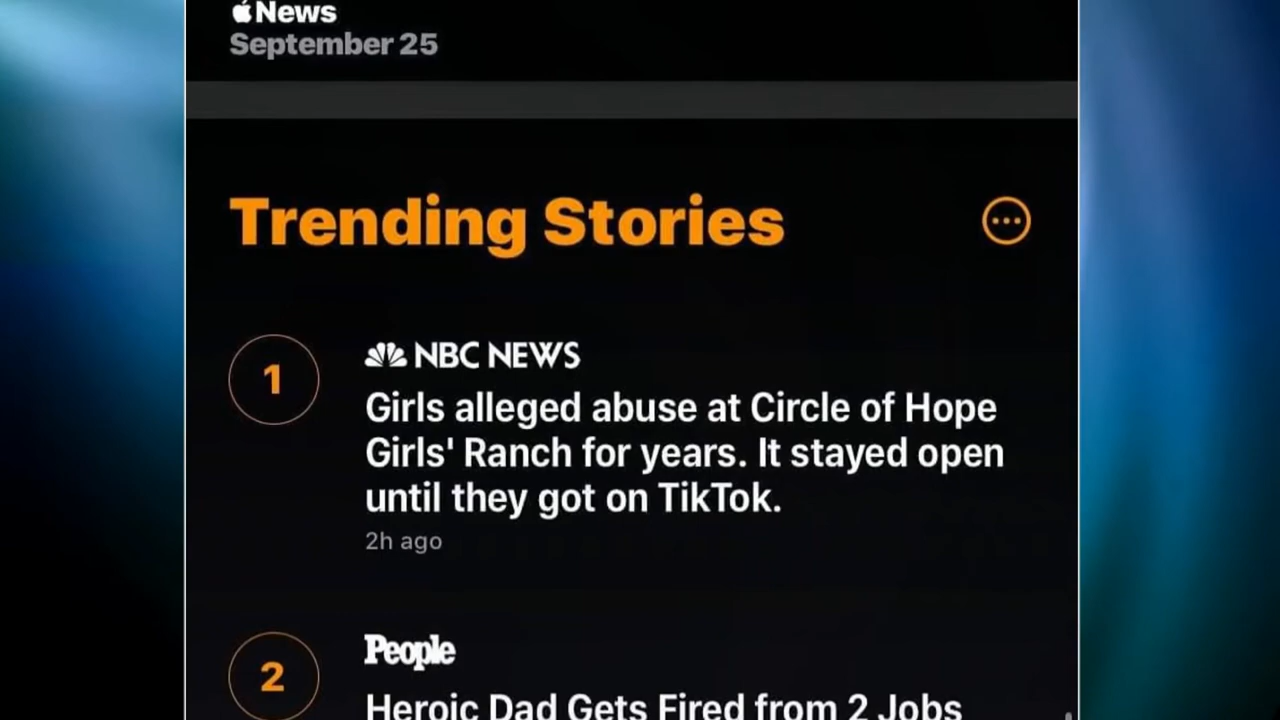 News
September 25
Trending Stories
1
NBC NEWS
Girls alleged abuse at Circle of Hope
Girls' Ranch for years. It stayed open
until they got on TikTok.
2h ago
2
People
Heroic Dad Gets Fired from 2 Jobs